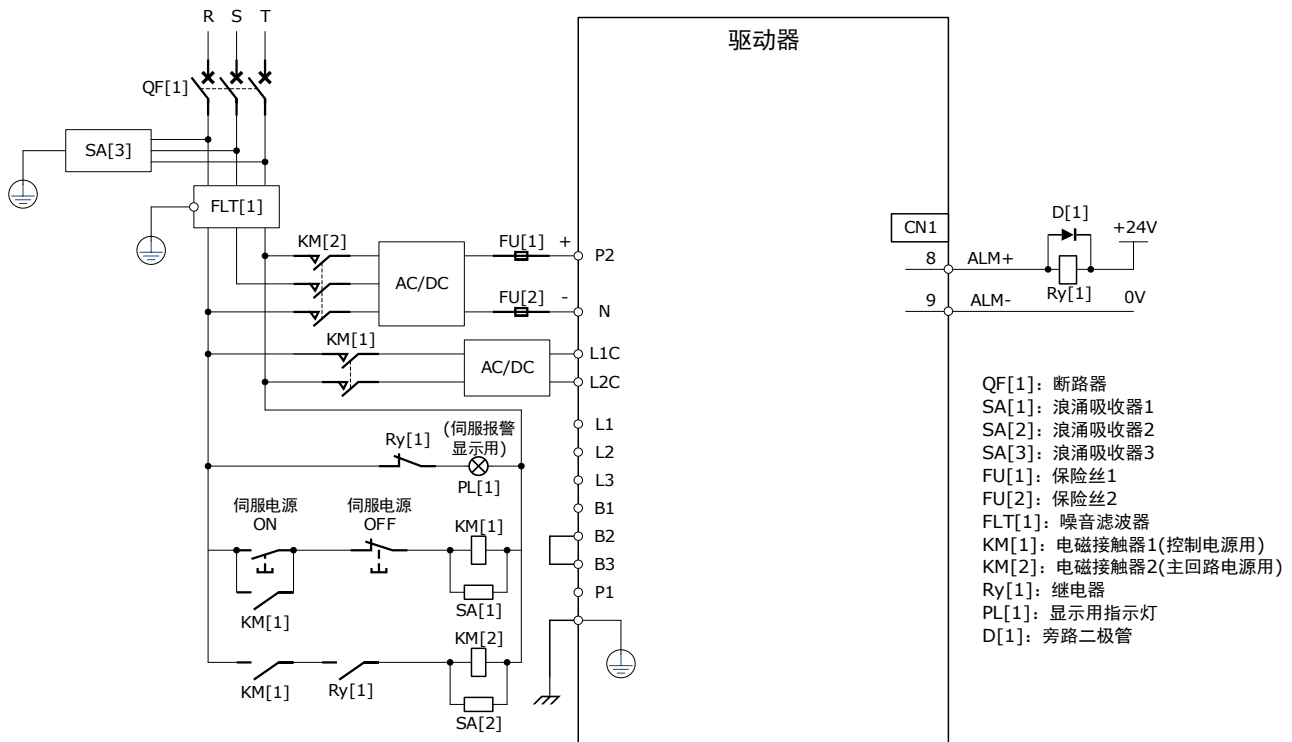 R S T
驱动器
QF[1]
SA[3]
FLT[1]
KM[2]
AC/DC
FU[1] +
P2
FU[2] -
N
KM[1]
AC/DC
L1C
L2C
L1
L2
L3
B1
B2
B3
P1
CN1
D[1]
+24V
8 ALM+
Ry[1]
9 ALM- 0V
Ry[1]
(伺服报警
显示用)
PL[1]
伺服电源
ON
伺服电源
OFF
KM[1]
SA[1]
KM[1]
KM[2]
KM[1]
Ry[1]
SA[2]
QF[1]：断路器
SA[1]：浪涌吸收器1
SA[2]：浪涌吸收器2
SA[3]：浪涌吸收器3
FU[1]：保险丝1
FU[2]：保险丝2
FLT[1]：噪音滤波器
KM[1]：电磁接触器1(控制电源用)
KM[2]：电磁接触器2(主回路电源用)
Ry[1]：继电器
PL[1]：显示用指示灯
D[1]：旁路二极管